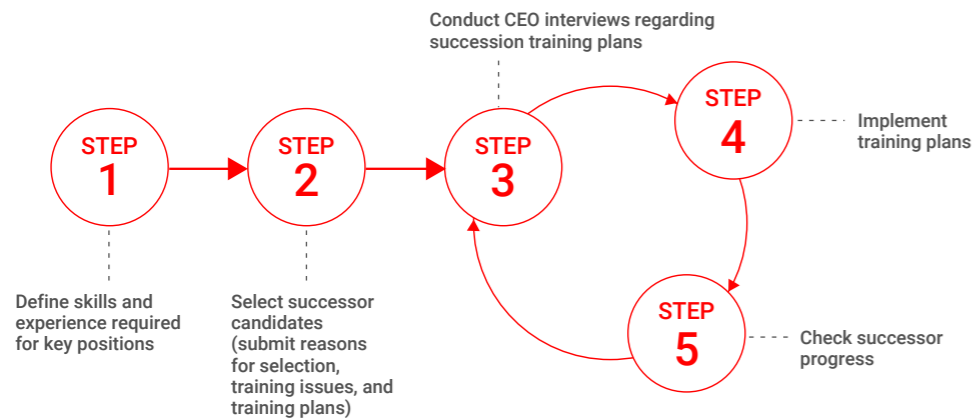 Conduct CEO interviews regarding
succession training plans
STEP
1
STEP
2
STEP
3
STEP
4
STEP
5
Implement
training plans
Define skills and
experience required
for key positions
Select successor
candidates
(submit reasons
for selection,
training issues, and
training plans)
Check successor
progress